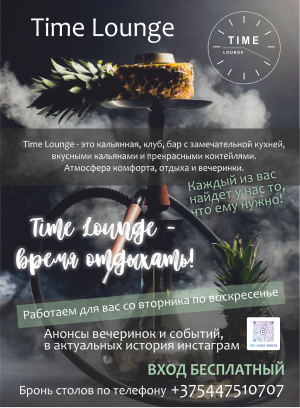 Time Lounge
TIME
LOUNGE
Time Lounge - это кальянная, клуб, бар с замечательной кухней,
вкусными кальянами и прекрасными коктейлями.
Атмосфера комфорта, отдыха и вечеринки.
Каждый из вас
найдет у нас то,
что ему нужно!
Time Lounge -
время отдыхать!
Работаем для вас со вторника по воскресенье
Анонсы вечеринок и событий,
в актуальных история инстаграм
ВХОД БЕСПЛАТНЫЙ
Бронь столов по телефону +375447510707